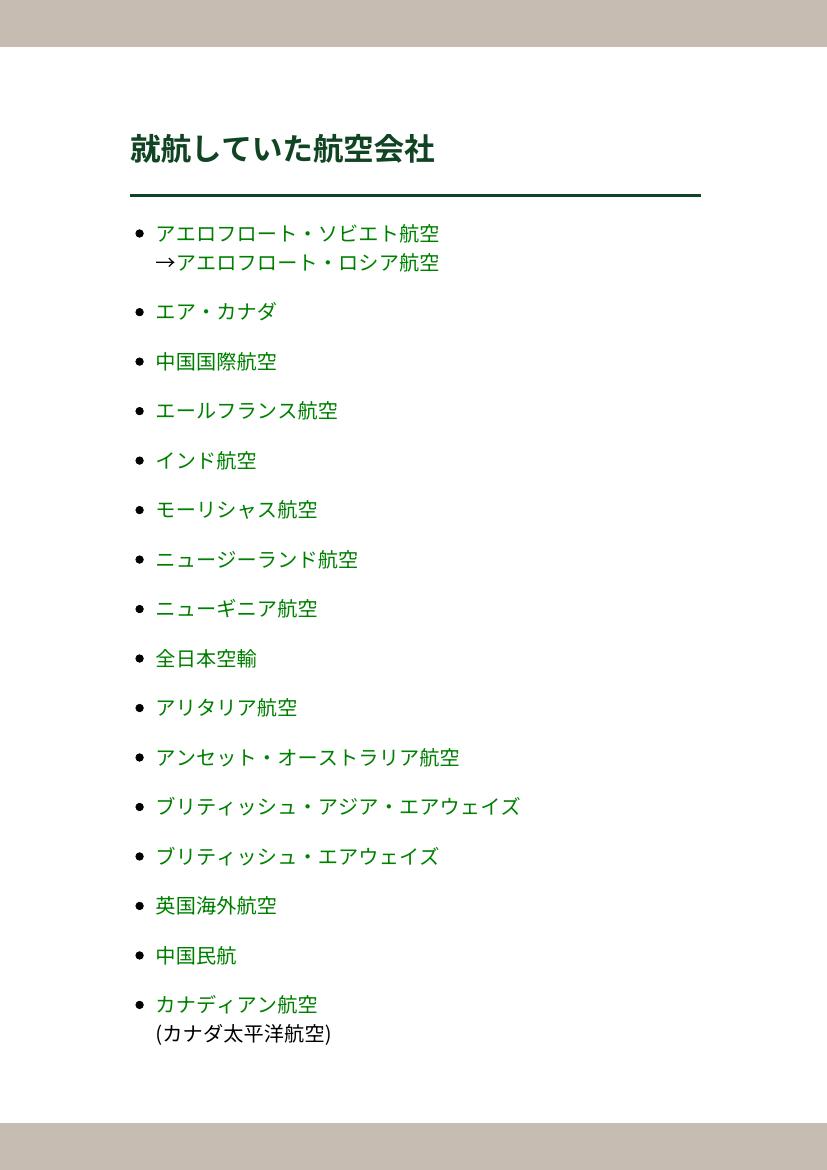 就航していた航空会社
アエロフロート・ソビエト航空
→アエロフロート・ロシア航空
エア・カナダ
中国国際航空
エールフランス航空
インド航空
モーリシャス航空
ニュージーランド航空
ニューギニア航空
全日本空輸
アリタリア航空
アンセット・オーストラリア航空
ブリティッシュ・アジア・エアウェイズ
ブリティッシュ・エアウェイズ
英国海外航空
中国民航
カナディアン航空
(カナダ太平洋航空)